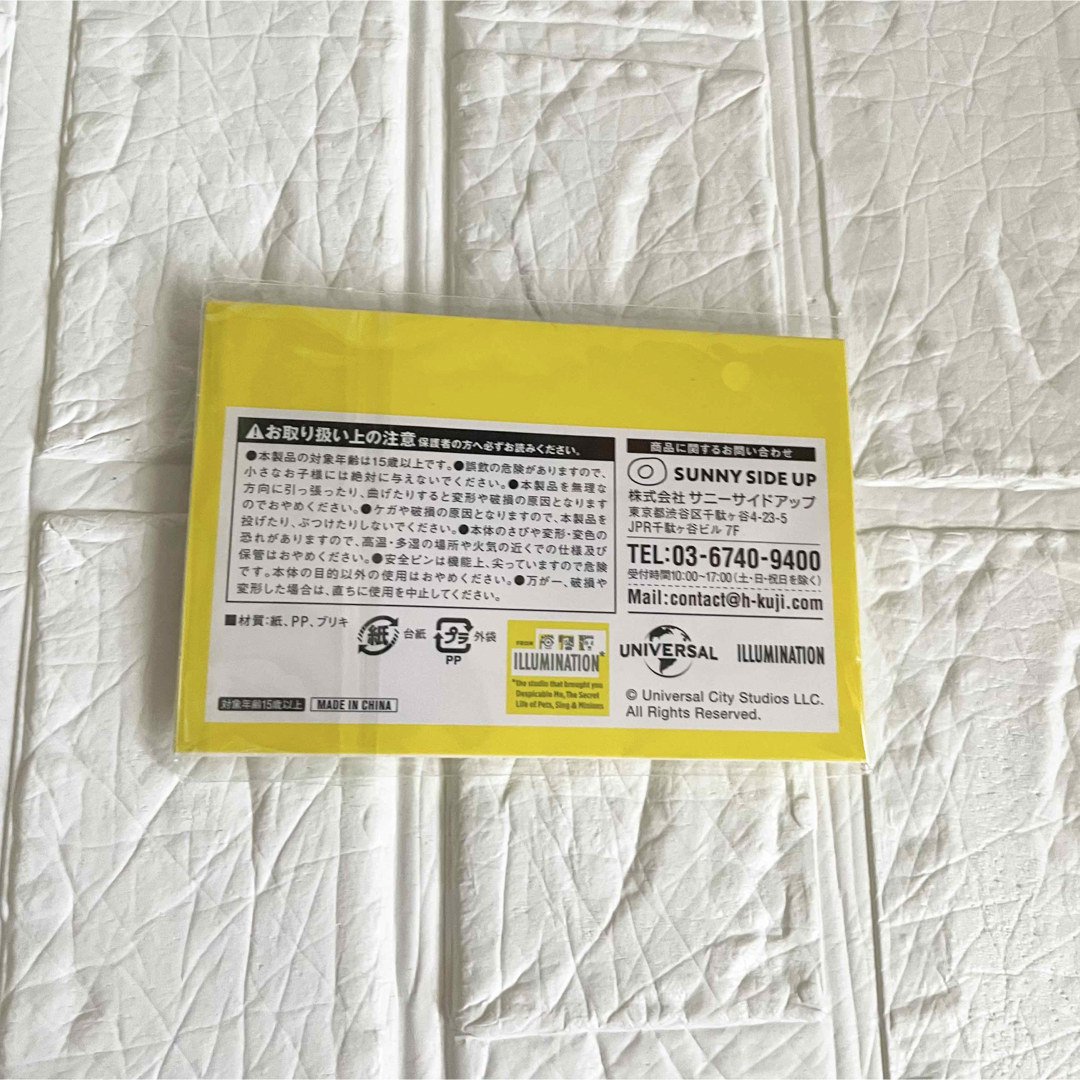 ⚠お取り扱い上の注意 保護者の方へ必ずお読みください。
●本製品の対象年齢は15歳以上です。●誤飲の危険がありますので、
小さなお子様には絶対に与えないでください。●本製品を無理な
方向に引っ張ったり、曲げたりすると変形や破損の原因となります
のでおやめください。●ケガや破損の原因となりますので、本製品を
投げたり、ぶつけたりしないでください。●本体のさびや変形・変色の
恐れがありますので、高温・多湿の場所や火気の近くでの仕様及び
保管はおやめください。●安全ピンは機能上、尖っていますので危険
です。本体の目的以外の使用はおやめください。●万が一、破損や
変形した場合は、直ちに使用を中止してください。
■材質:紙、PP、ブリキ
紙 台紙
プラ 外袋
PP
対象年齢15歳以上 MADE IN CHINA
FROM
ILLUMINATION*
*the studio that brought you
Despicable Me, The Secret
Life of Pets, Sing & Minions
商品に関するお問い合わせ
SUNNY SIDE UP
株式会社 サニーサイドアップ
東京都渋谷区千駄ヶ谷4-23-5
JPR千駄ヶ谷ビル 7F
TEL:03-6740-9400
受付時間10:00~17:00(土・日・祝日を除く)
Mail:contact@h-kuji.com
UNIVERSAL ILLUMINATION
© Universal City Studios LLC.
All Rights Reserved.